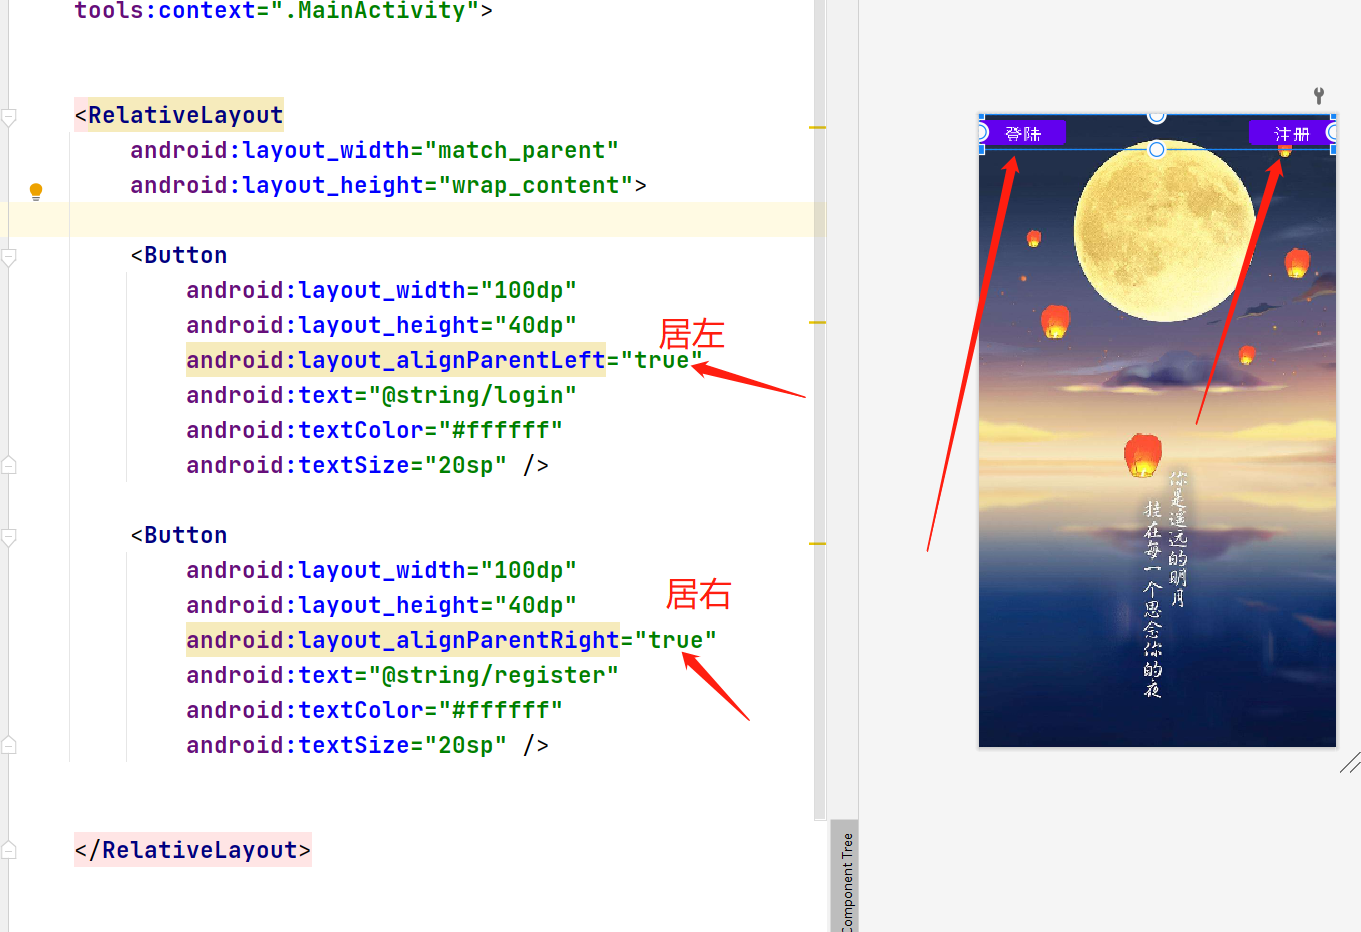 tools:context=".MainActivity">
<RelativeLayout
android:layout_width="match_parent"
android:layout_height="wrap_content">
<Button
android:layout_width="100dp"
android:layout_height="40dp"
居左
android:layout_alignParentLeft="true"
android:text="@string/login"
android:textColor="#ffffff"
android:textSize="20sp" />
<Button
android:layout_width="100dp"
android:layout_height="40dp"
居右
android:layout_alignParentRight="true"
android:text="@string/register"
android:textColor="#ffffff"
android:textSize="20sp" />
</RelativeLayout>
Component Tree
登陆
注册
你是遥远的明月
挂在每一个思念你的夜